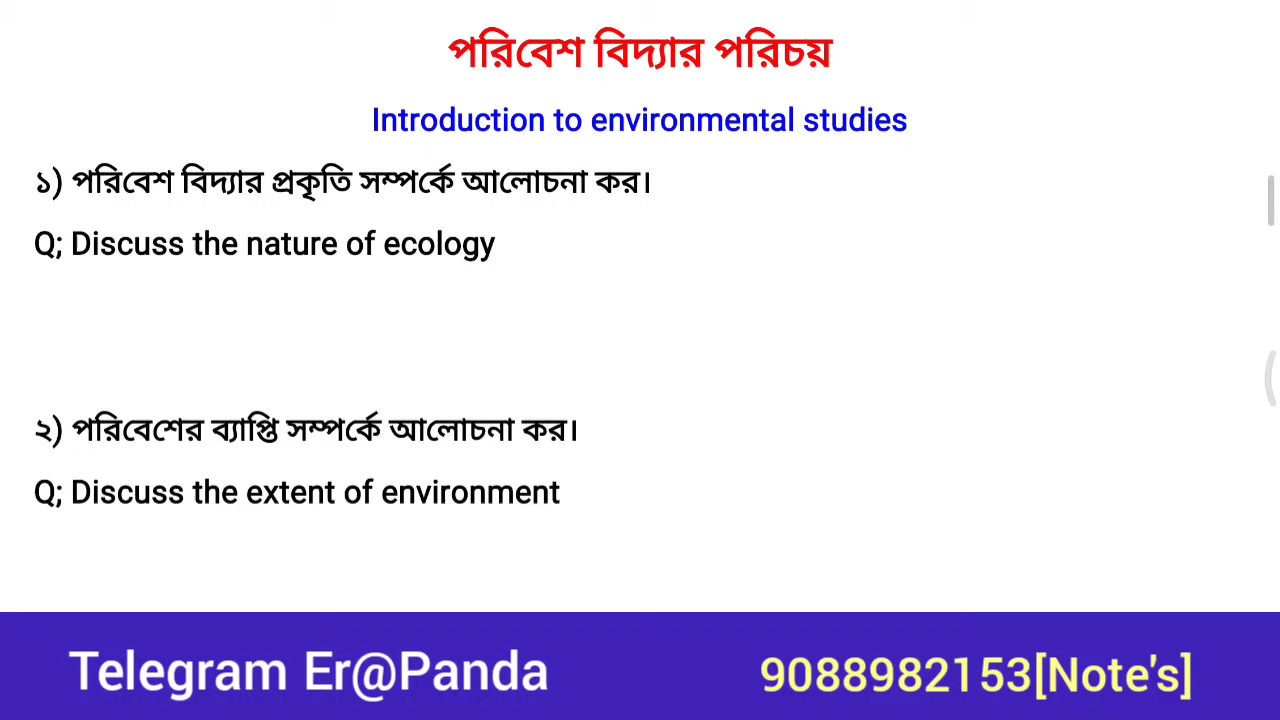 পরিবেশ বিদ্যার পরিচয়
Introduction to environmental studies
১) পরিবেশ বিদ্যার প্রকৃতি সম্পর্কে আলোচনা কর।
Q; Discuss the nature of ecology
২) পরিবেশের ব্যাপ্তি সম্পর্কে আলোচনা কর।
Q; Discuss the extent of environment
Telegram Er@Panda 9088982153[Note's]